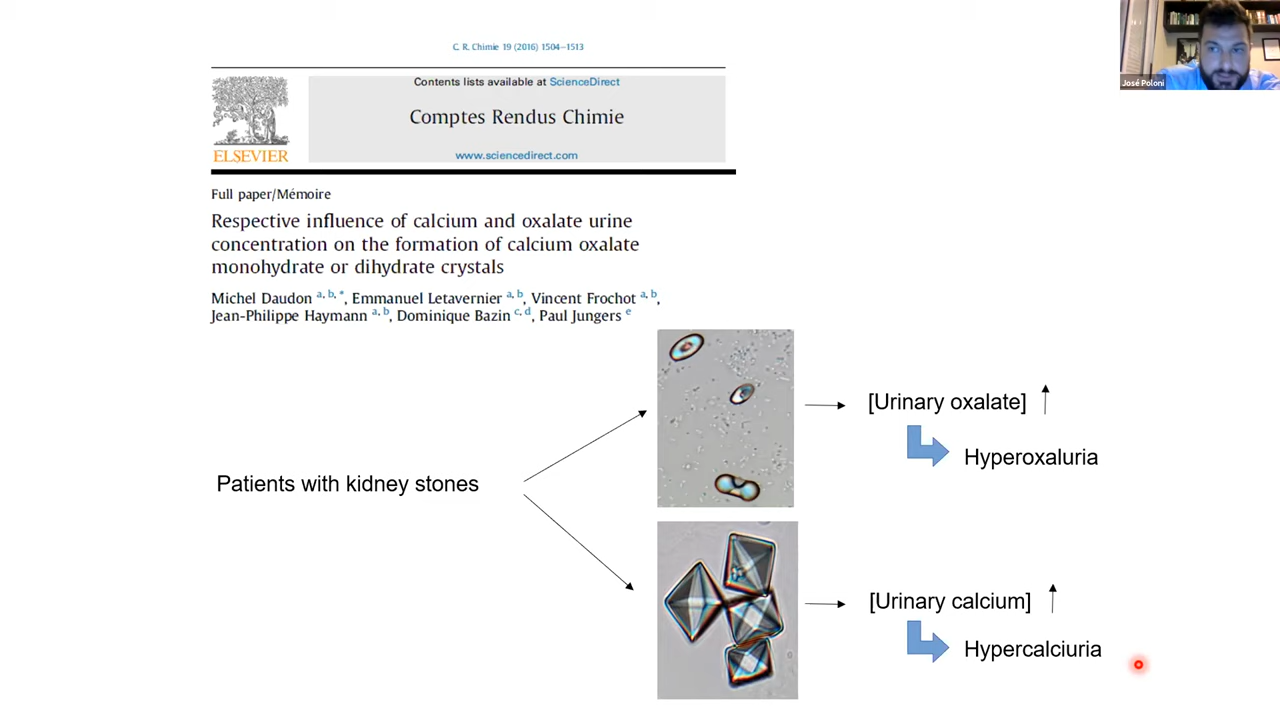 José Poloni
C. R. Chimie 19 (2016) 1504–1513
Contents lists available at ScienceDirect
Comptes Rendus Chimie
www.sciencedirect.com
ELSEVIER
Full paper/Mémoire
Respective influence of calcium and oxalate urine
concentration on the formation of calcium oxalate
monohydrate or dihydrate crystals
Michel Daudon a, b, *, Emmanuel Letavernier a, b, Vincent Frochot a, b,
Jean-Philippe Haymann a, b, Dominique Bazin c, d, Paul Jungers e
[Urinary oxalate] ↑
Hyperoxaluria
Patients with kidney stones
[Urinary calcium] ↑
Hypercalciuria